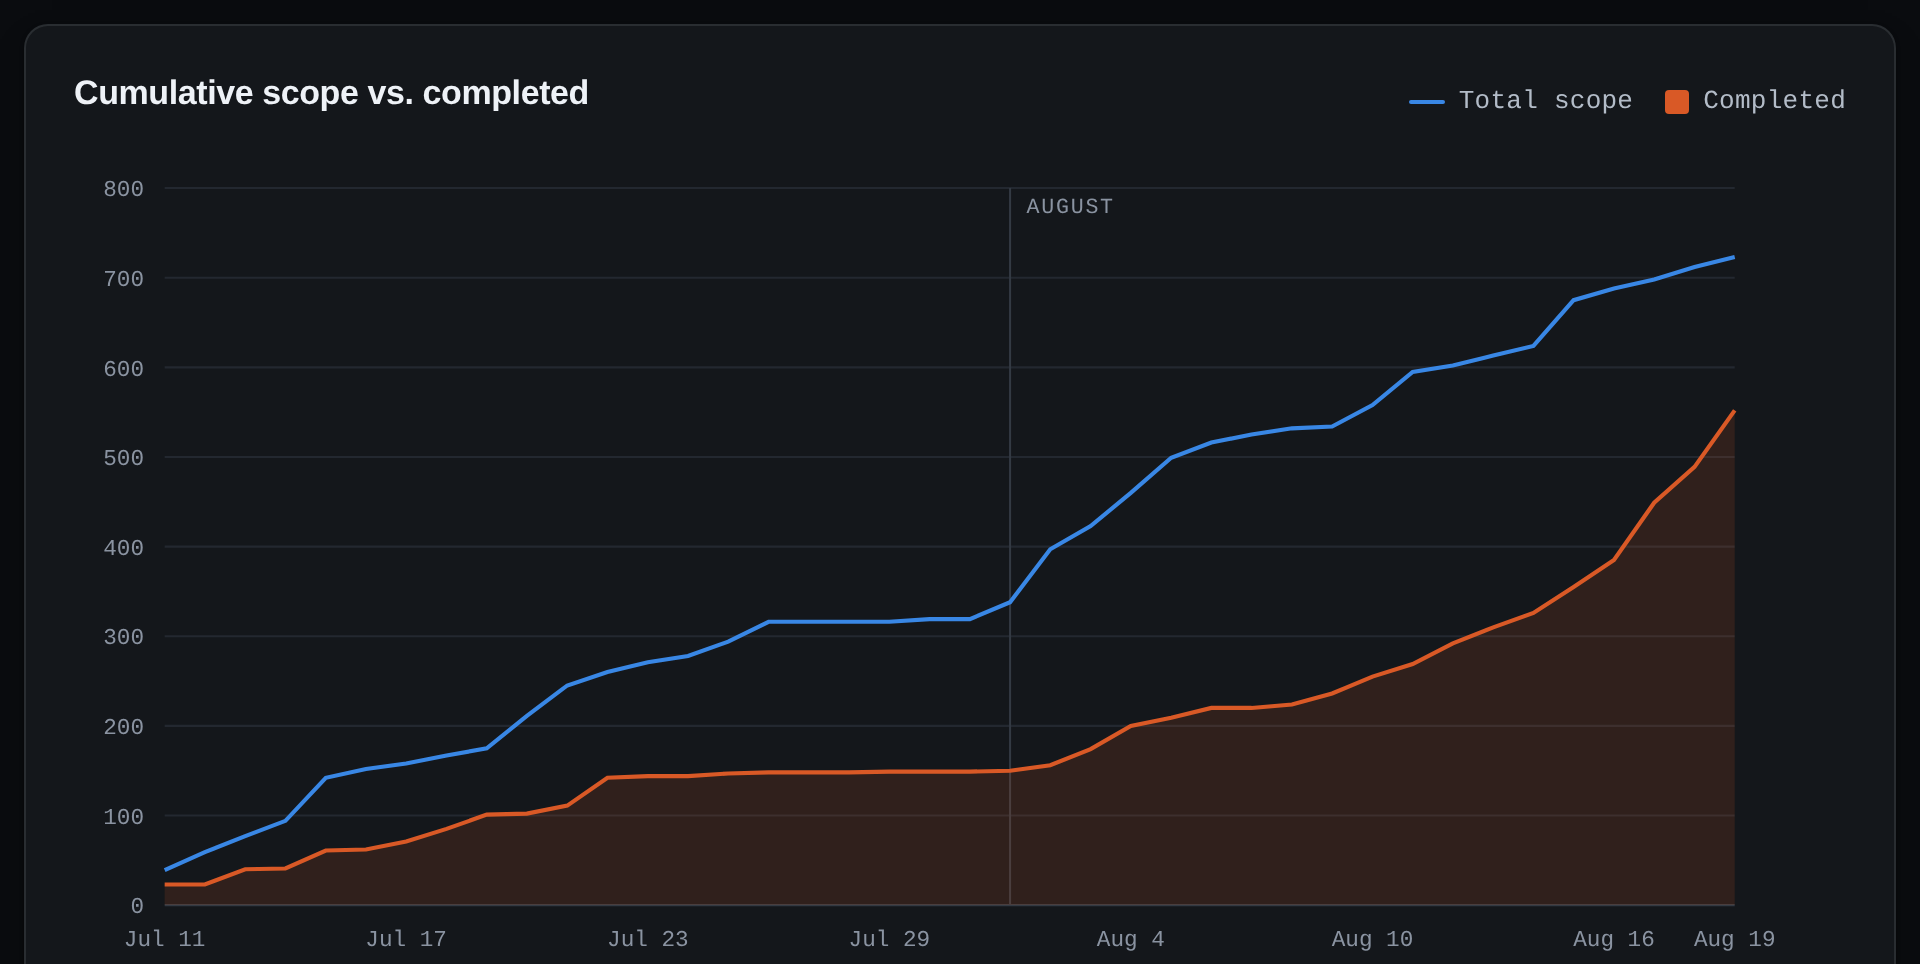 Cumulative scope vs. completed
Total scope
Completed
800
AUGUST
700
600
500
400
300
200
100
0
Jul 11 Jul 17 Jul 23 Jul 29 Aug 4 Aug 10 Aug 16 Aug 19